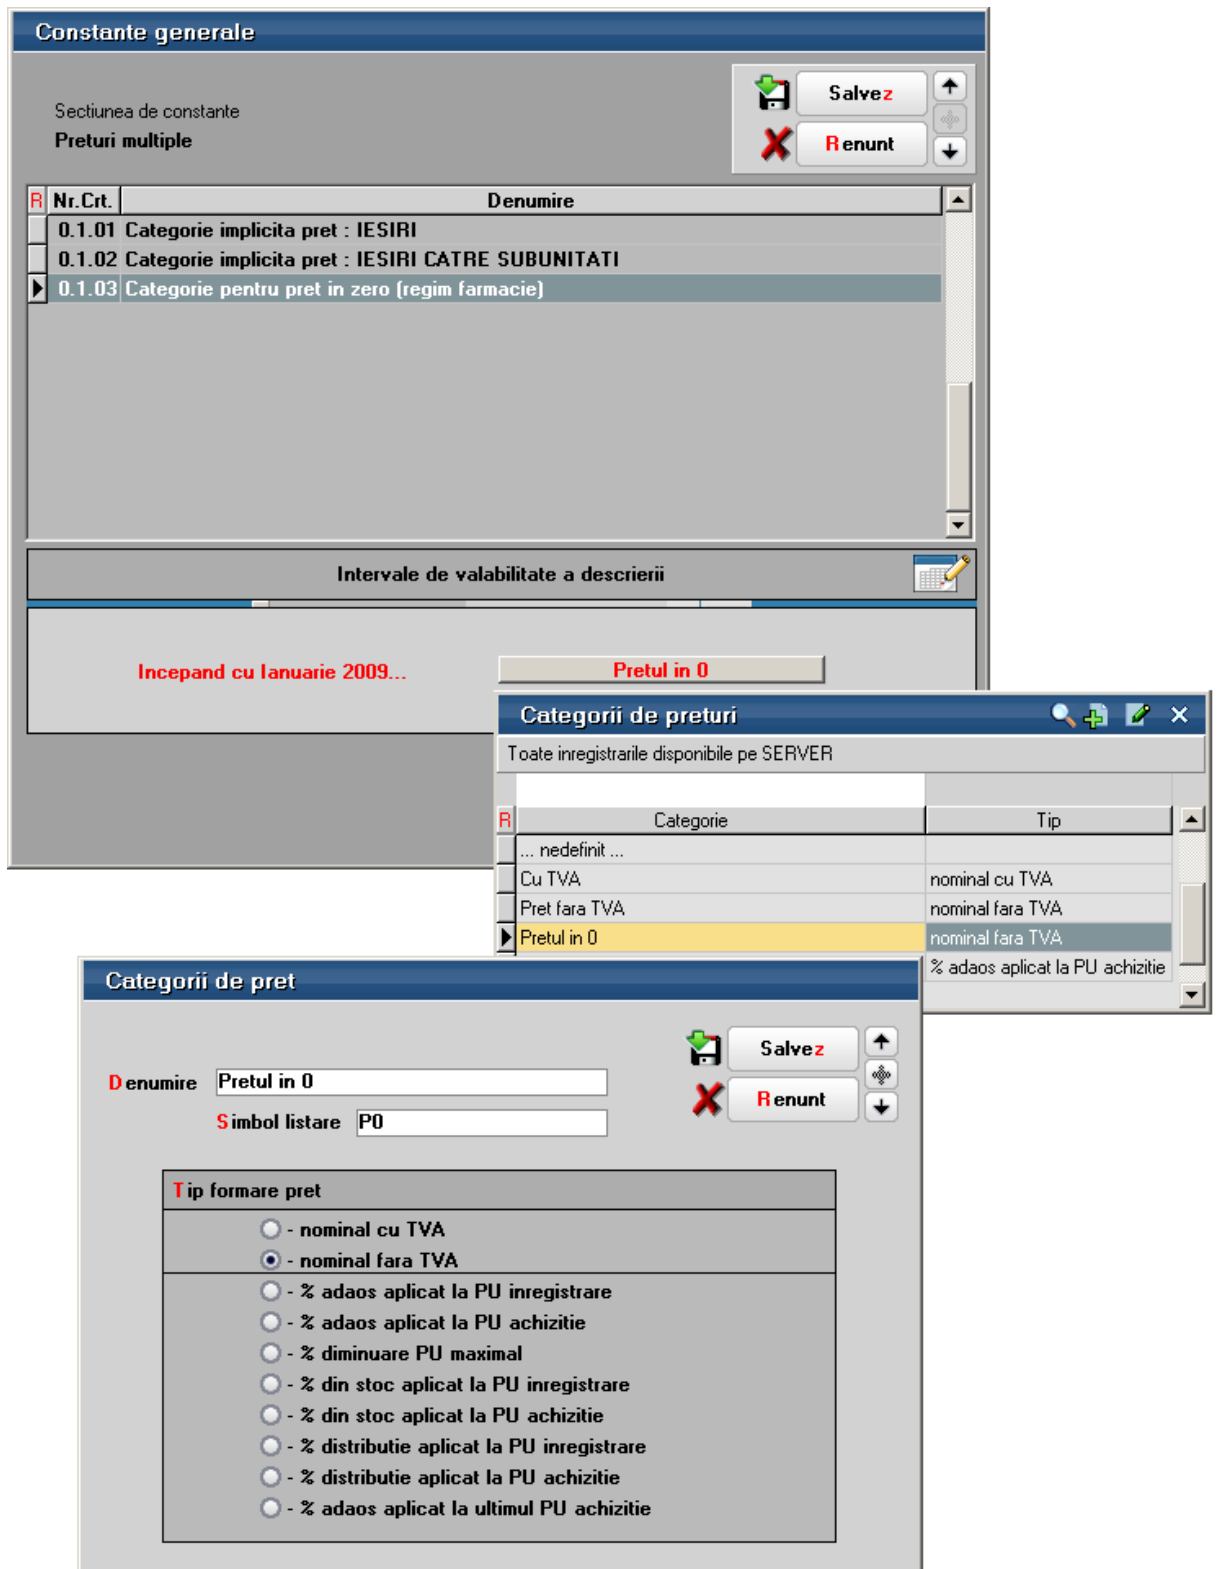 Constante generale
Salvez
Sectiunea de constante
Preturi multiple
Renunt
R Nr.Crt. Denumire
0.1.01 Categorie implicita pret : IESIRI
0.1.02 Categorie implicita pret : IESIRI CATRE SUBUNITATI
0.1.03 Categorie pentru pret in zero (regim farmacie)
Intervale de valabilitate a descrierii
Incepand cu Ianuarie 2009... Pretul in 0
Categorii de preturi
Toate inregistrarile disponibile pe SERVER
R Categorie Tip
... nedefinit ...
Cu TVA nominal cu TVA
Pret fara TVA nominal fara TVA
Pretul in 0 nominal fara TVA
% adaos aplicat la PU achizitie
Categorii de pret
Salvez
Denumire Pretul in 0
Renunt
Simbol listare P0
Tip formare pret
- nominal cu TVA
- nominal fara TVA
- % adaos aplicat la PU inregistrare
- % adaos aplicat la PU achizitie
- % diminuare PU maximal
- % din stoc aplicat la PU inregistrare
- % din stoc aplicat la PU achizitie
- % distributie aplicat la PU inregistrare
- % distributie aplicat la PU achizitie
- % adaos aplicat la ultimul PU achizitie